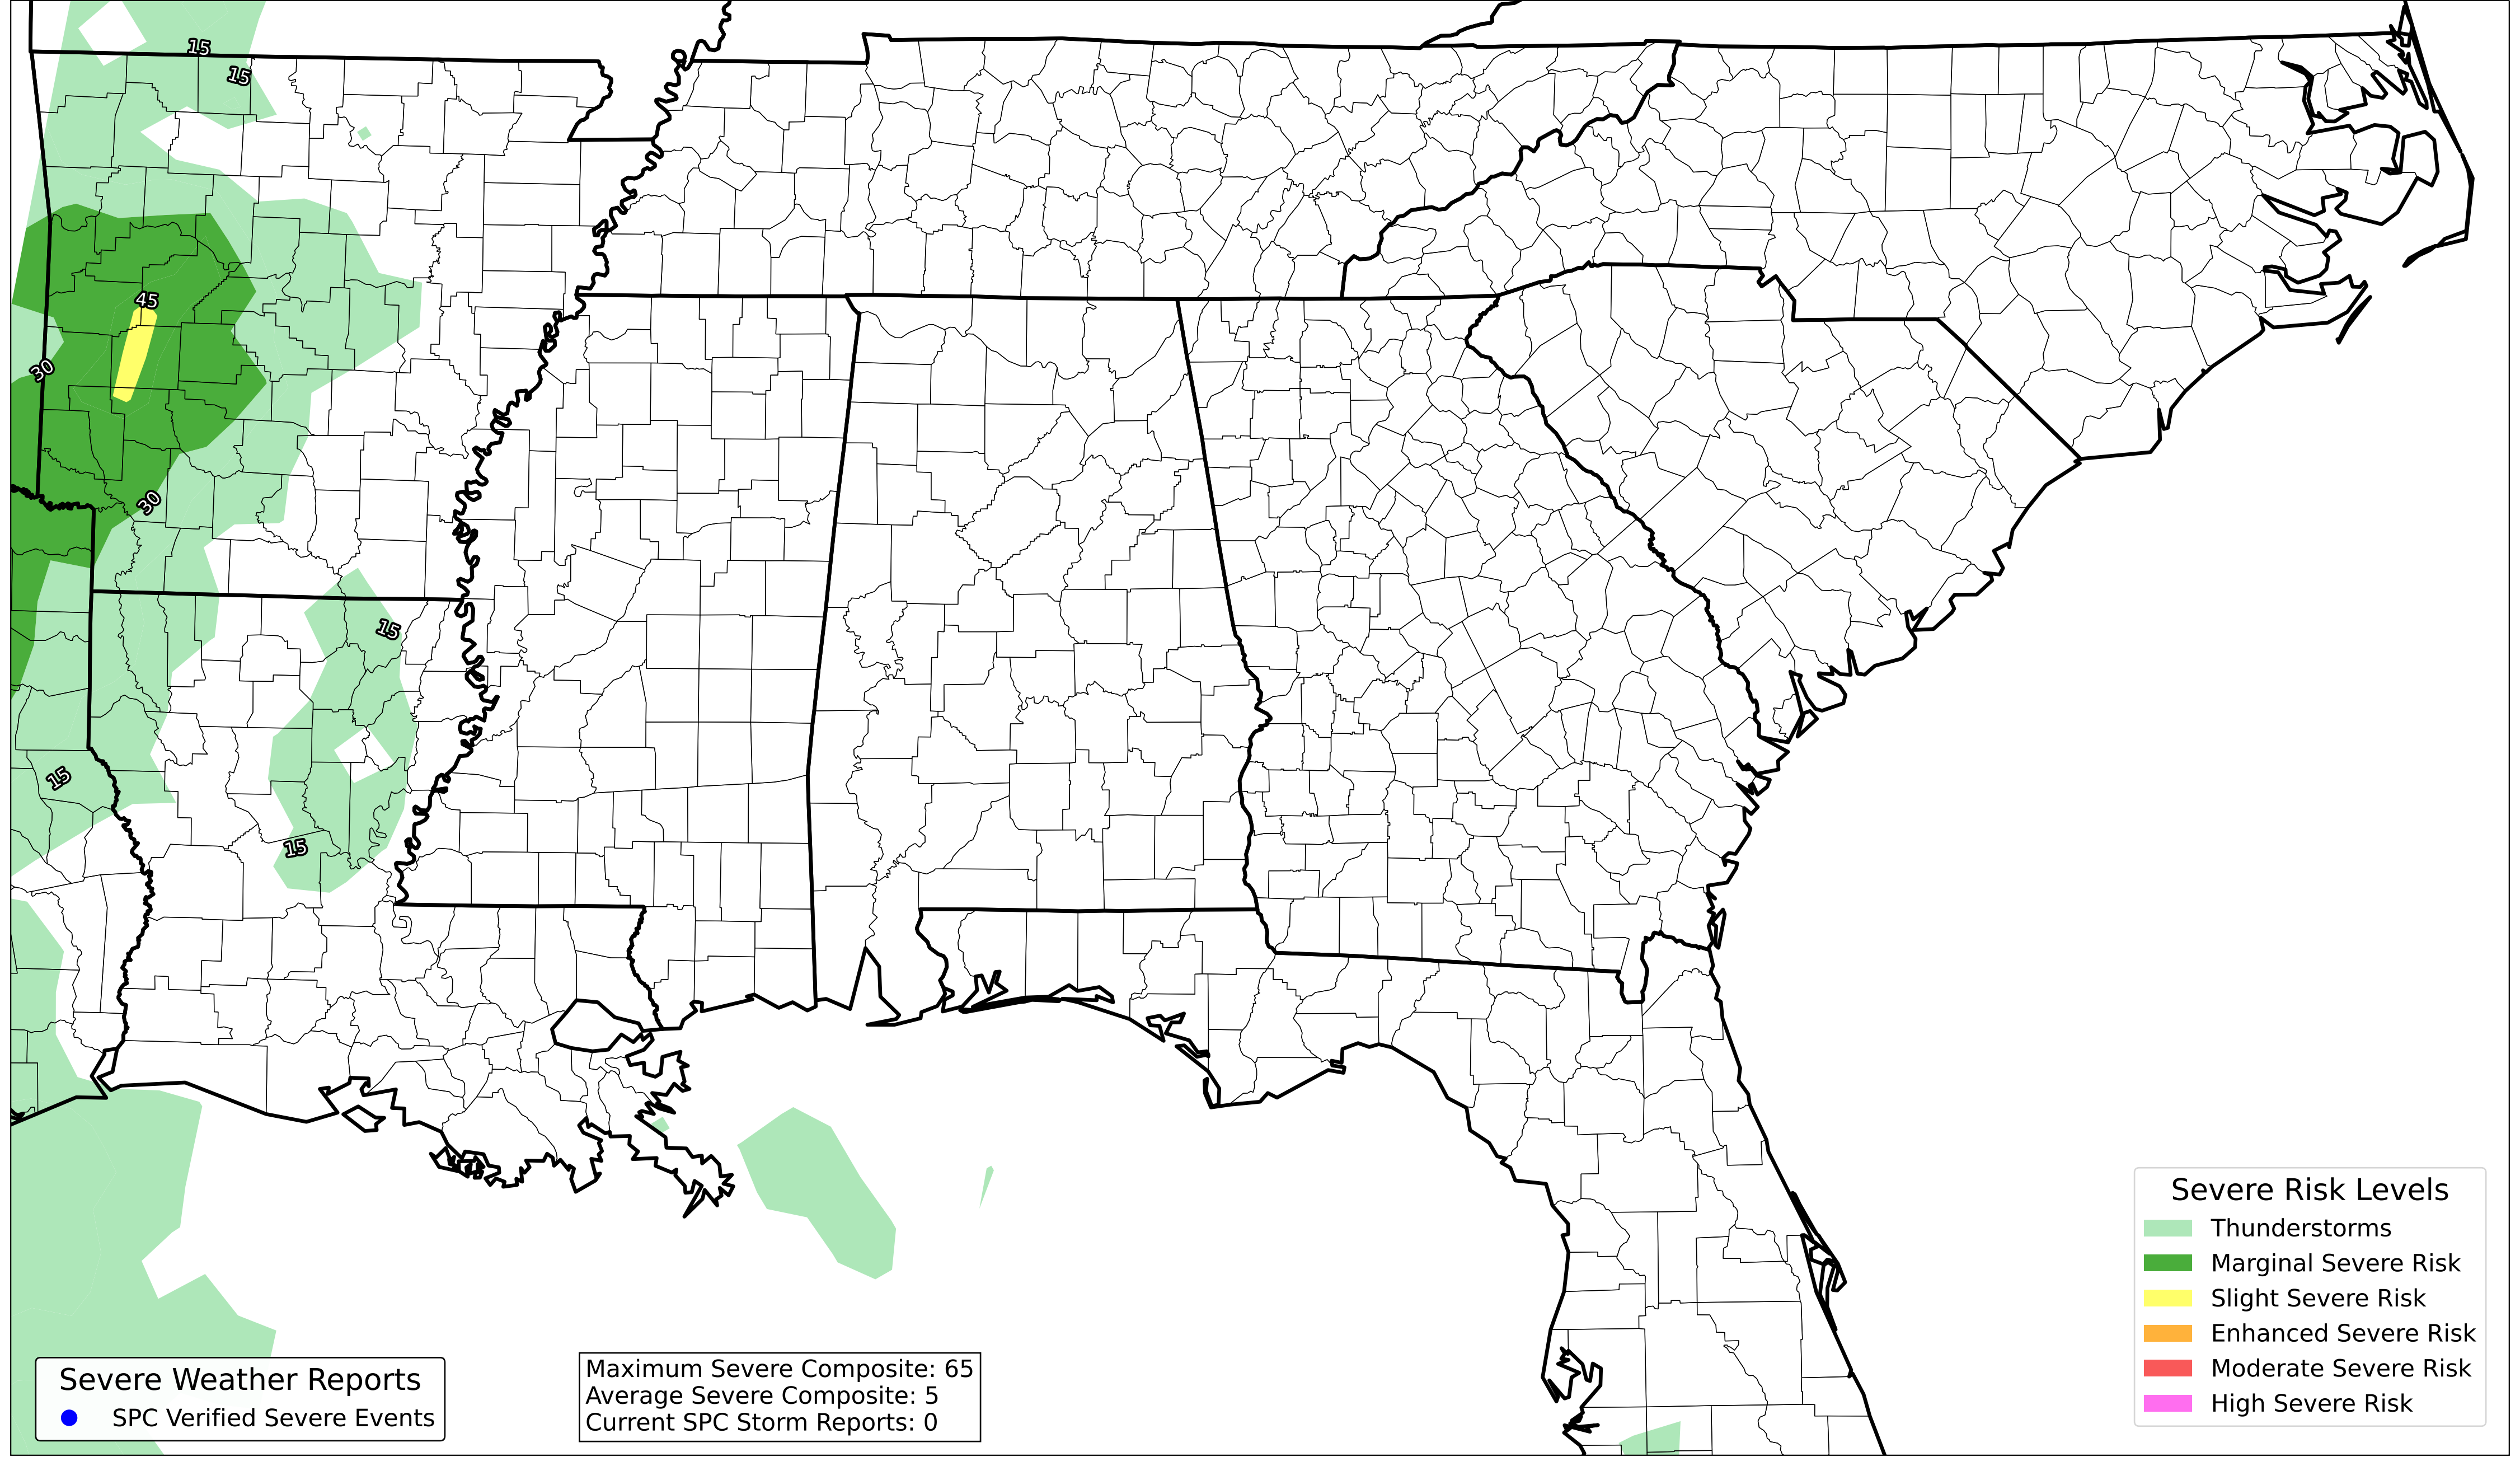 15
15
45
30
30
15
15
15
Severe Risk Levels
Thunderstorms
Marginal Severe Risk
Slight Severe Risk
Enhanced Severe Risk
Moderate Severe Risk
High Severe Risk
Severe Weather Reports
SPC Verified Severe Events
Maximum Severe Composite: 65
Average Severe Composite: 5
Current SPC Storm Reports: 0